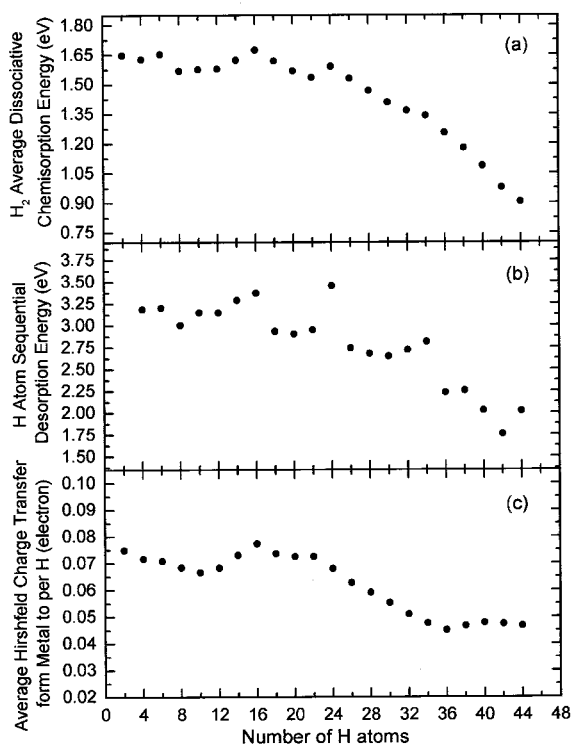 H2 Average Dissociative
Chemisorption Energy (eV)
1.80
1.65
1.50
1.35
1.20
1.05
0.90
0.75
(a)
H Atom Sequential
Desorption Energy (eV)
3.75
3.50
3.25
3.00
2.75
2.50
2.25
2.00
1.75
1.50
(b)
Average Hirshfeld Charge Transfer
form Metal to per H (electron)
0.10
0.09
0.08
0.07
0.06
0.05
0.04
0.03
0.02
(c)
0 4 8 12 16 20 24 28 32 36 40 44 48
Number of H atoms